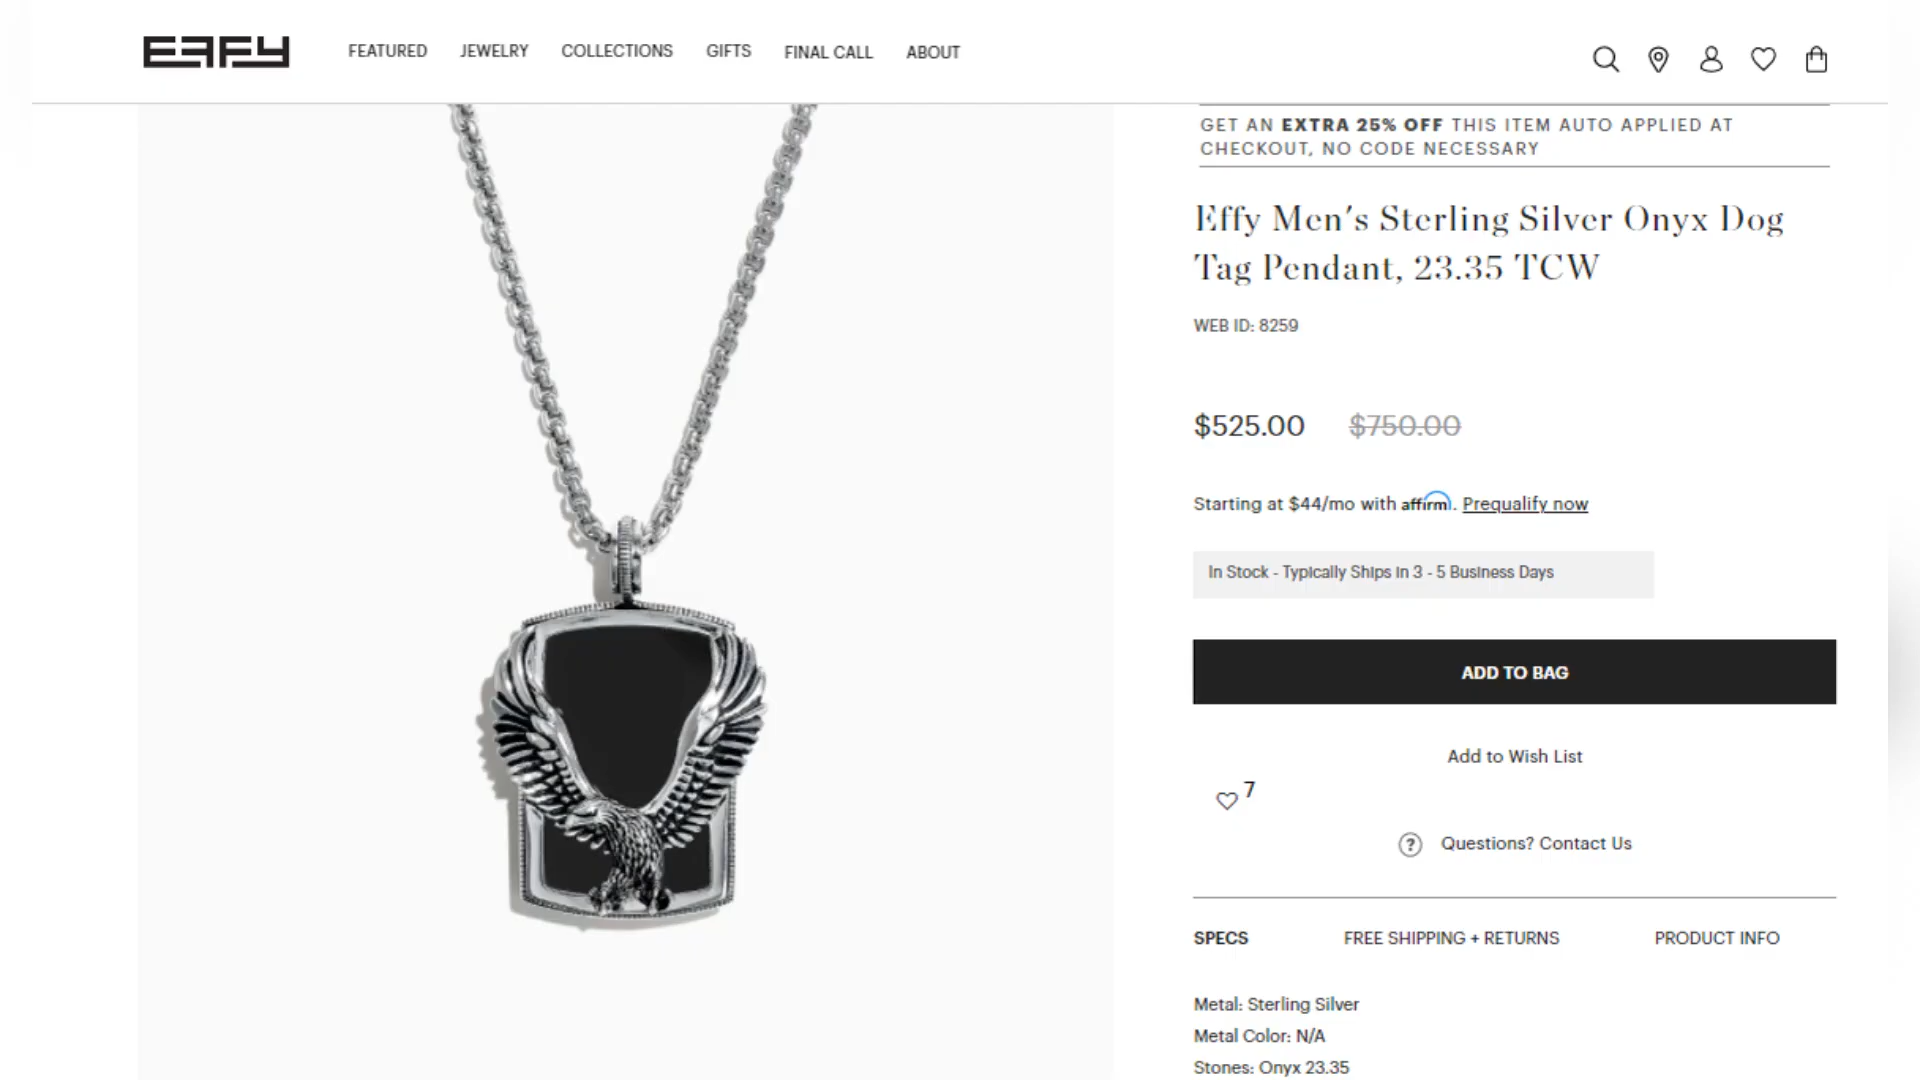 EFFY
FEATURED
JEWELRY
COLLECTIONS
GIFTS
FINAL CALL
ABOUT
GET AN EXTRA 25% OFF THIS ITEM AUTO APPLIED AT
CHECKOUT, NO CODE NECESSARY
Effy Men's Sterling Silver Onyx Dog
Tag Pendant, 23.35 TCW
WEB ID: 8259
$525.00 $750.00
Starting at $44/mo with affirm. Prequalify now
In Stock - Typically Ships in 3 - 5 Business Days
ADD TO BAG
Add to Wish List
7
? Questions? Contact Us
SPECS
FREE SHIPPING + RETURNS
PRODUCT INFO
Metal: Sterling Silver
Metal Color: N/A
Stones: Onyx 23.35